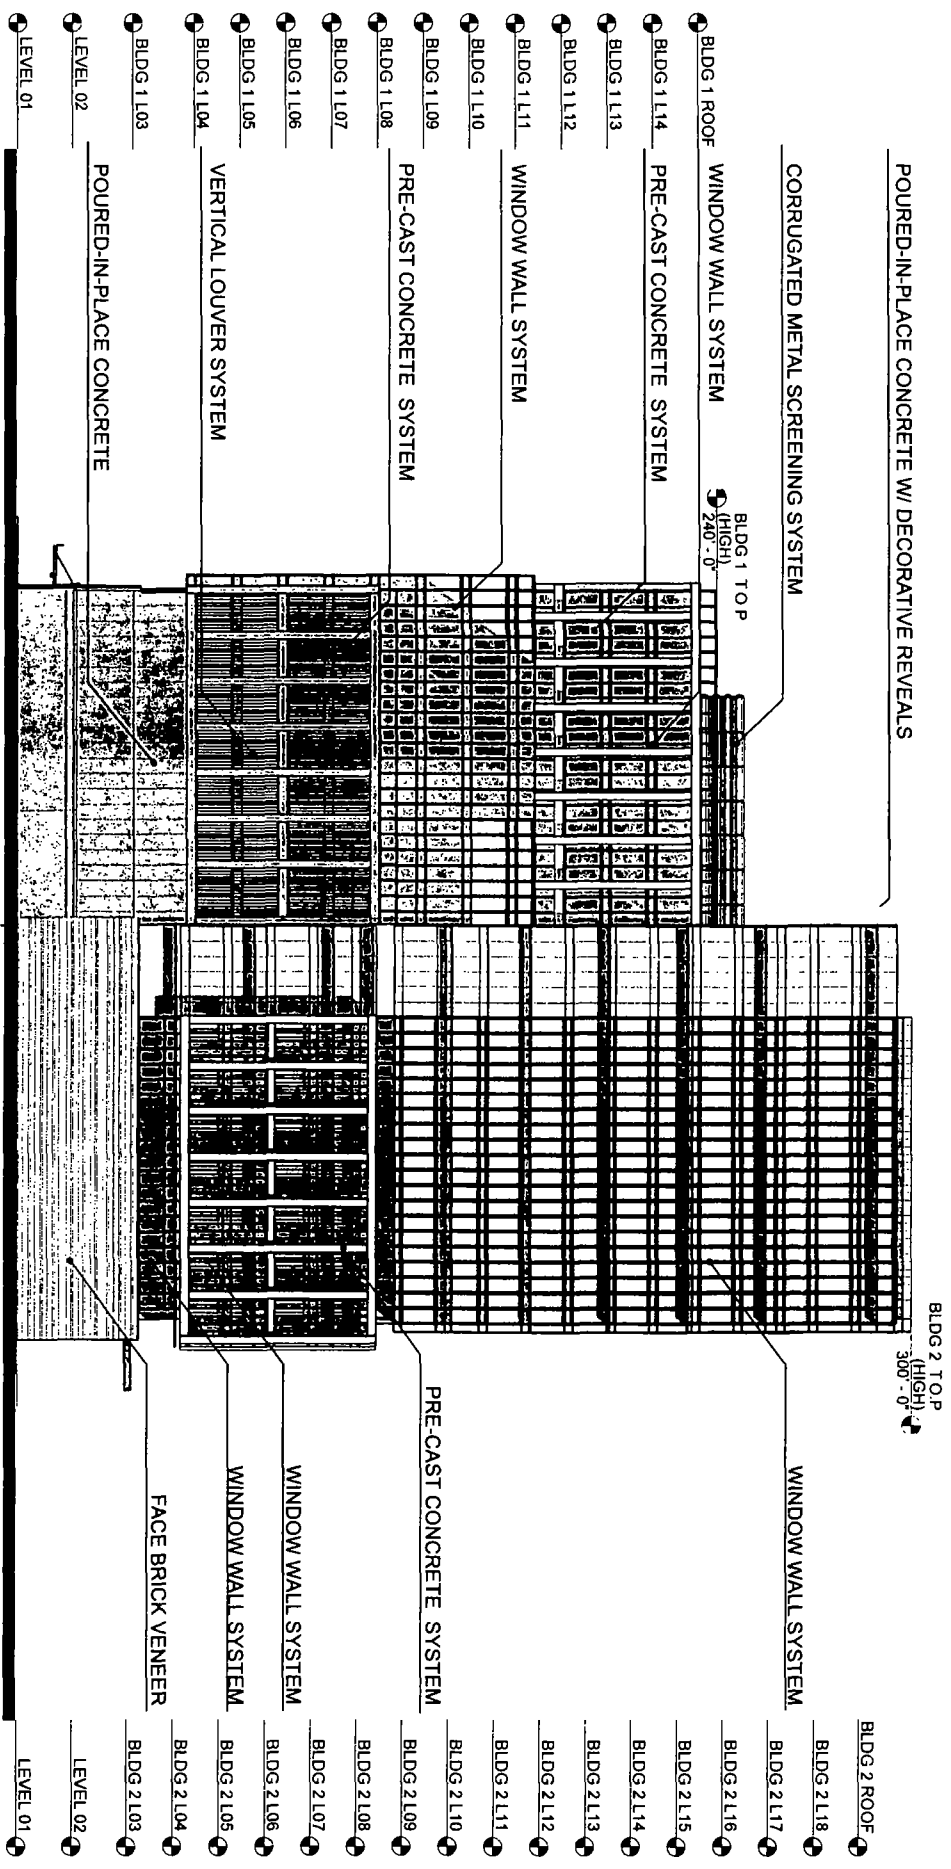 POURED-IN-PLACE CONCRETE W/ DECORATIVE REVEALS
CORRUGATED METAL SCREENING SYSTEM
WINDOW WALL SYSTEM
PRE-CAST CONCRETE SYSTEM
WINDOW WALL SYSTEM
PRE-CAST CONCRETE SYSTEM
VERTICAL LOUVER SYSTEM
POURED-IN-PLACE CONCRETE
BLDG 1 ROOF
BLDG 1 L14
BLDG 1 L13
BLDG 1 L12
BLDG 1 L11
BLDG 1 L10
BLDG 1 L09
BLDG 1 L08
BLDG 1 L07
BLDG 1 L06
BLDG 1 L05
BLDG 1 L04
BLDG 1 L03
LEVEL 02
LEVEL 01
BLDG 1 T.O.P
(HIGH)
240' - 0"
BLDG 2 T.O.P
(HIGH)
300' - 0"
WINDOW WALL SYSTEM
PRE-CAST CONCRETE SYSTEM
WINDOW WALL SYSTEM
WINDOW WALL SYSTEM
FACE BRICK VENEER
BLDG 2 ROOF
BLDG 2 L18
BLDG 2 L17
BLDG 2 L16
BLDG 2 L15
BLDG 2 L14
BLDG 2 L13
BLDG 2 L12
BLDG 2 L11
BLDG 2 L10
BLDG 2 L09
BLDG 2 L08
BLDG 2 L07
BLDG 2 L06
BLDG 2 L05
BLDG 2 L04
BLDG 2 L03
LEVEL 02
LEVEL 01